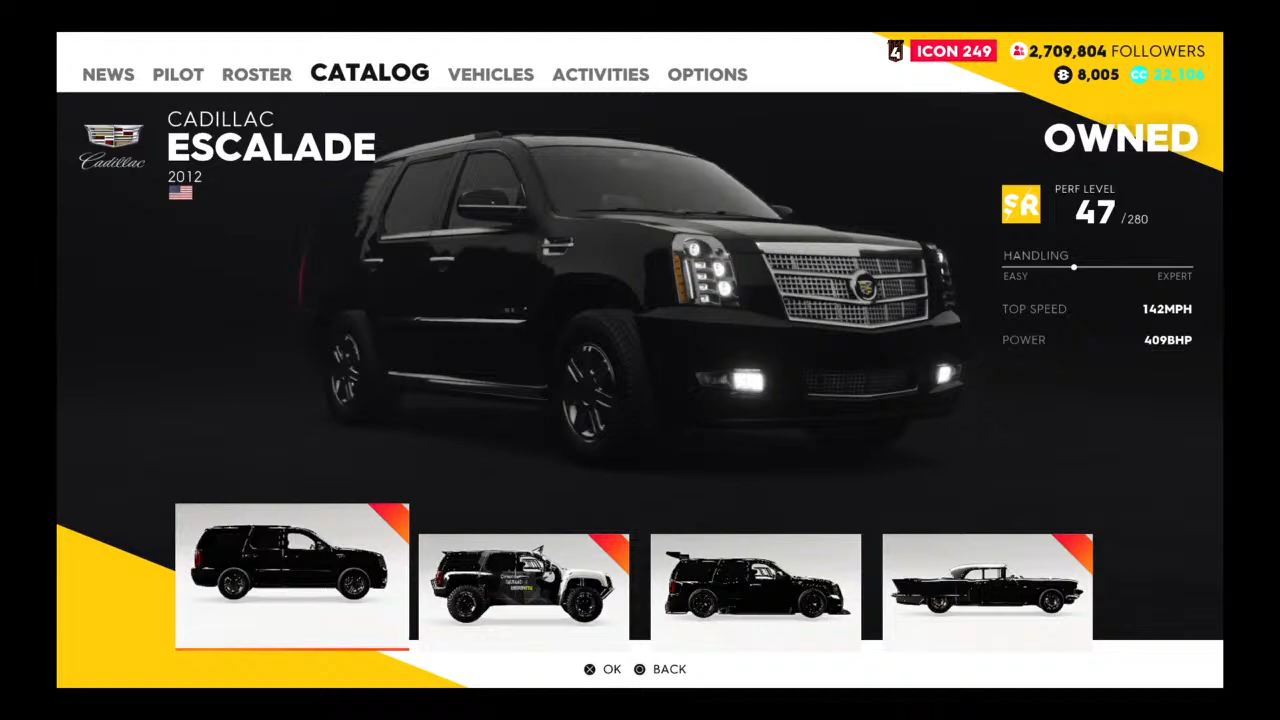 4 ICON 249 2,709,804 FOLLOWERS
NEWS PILOT ROSTER CATALOG VEHICLES ACTIVITIES OPTIONS
8,005 CC 22,106
CADILLAC
ESCALADE
Cadillac
2012
OWNED
SR PERF LEVEL
47 /280
HANDLING
EASY EXPERT
TOP SPEED 142MPH
POWER 409BHP
OK BACK